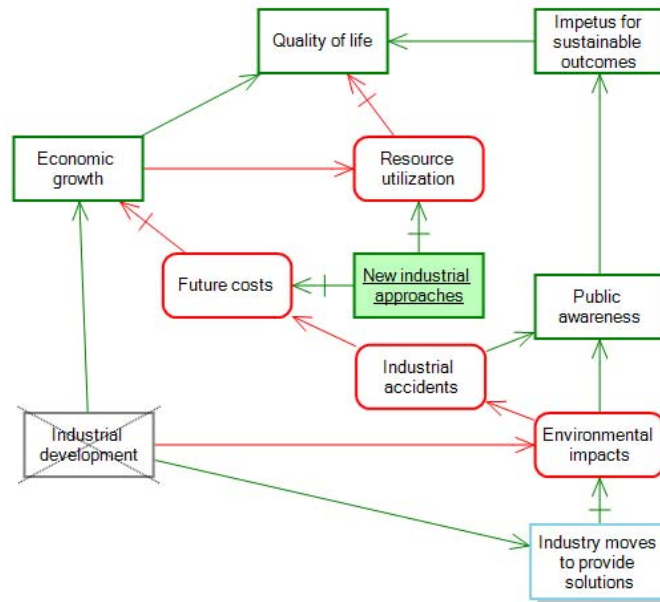 Quality of life
Impetus for
sustainable
outcomes
Economic
growth
Resource
utilization
Future costs
New industrial
approaches
Public
awareness
Industrial
accidents
Industrial
development
Environmental
impacts
Industry moves
to provide
solutions